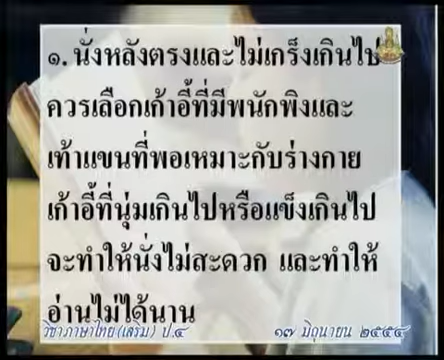 ๑. นั่งหลังตรงและไม่เกร็งเกินไป
ควรเลือกเก้าอี้ที่มีพนักพิงและ
เท้าแขนที่พอเหมาะกับร่างกาย
เก้าอี้ที่นุ่มเกินไปหรือแข็งเกินไป
จะทำให้นั่งไม่สะดวก และทำให้
อ่านไม่ได้นาน
วิชาภาษาไทย(เสริม) ป.๔ ๑๗ มิถุนายน ๒๕๕๔